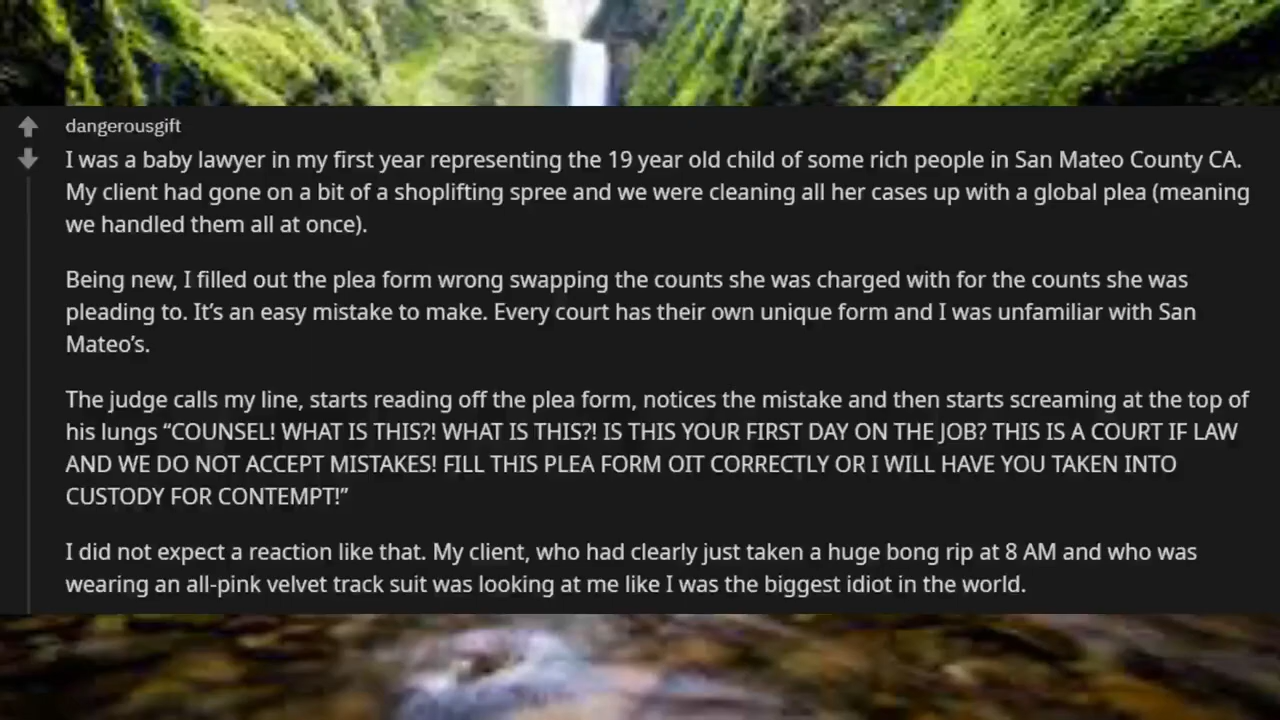 dangerousgift
I was a baby lawyer in my first year representing the 19 year old child of some rich people in San Mateo County CA.
My client had gone on a bit of a shoplifting spree and we were cleaning all her cases up with a global plea (meaning
we handled them all at once).
Being new, I filled out the plea form wrong swapping the counts she was charged with for the counts she was
pleading to. It’s an easy mistake to make. Every court has their own unique form and I was unfamiliar with San
Mateo’s.
The judge calls my line, starts reading off the plea form, notices the mistake and then starts screaming at the top of
his lungs “COUNSEL! WHAT IS THIS?! WHAT IS THIS?! IS THIS YOUR FIRST DAY ON THE JOB? THIS IS A COURT IF LAW
AND WE DO NOT ACCEPT MISTAKES! FILL THIS PLEA FORM OIT CORRECTLY OR I WILL HAVE YOU TAKEN INTO
CUSTODY FOR CONTEMPT!”
I did not expect a reaction like that. My client, who had clearly just taken a huge bong rip at 8 AM and who was
wearing an all-pink velvet track suit was looking at me like I was the biggest idiot in the world.